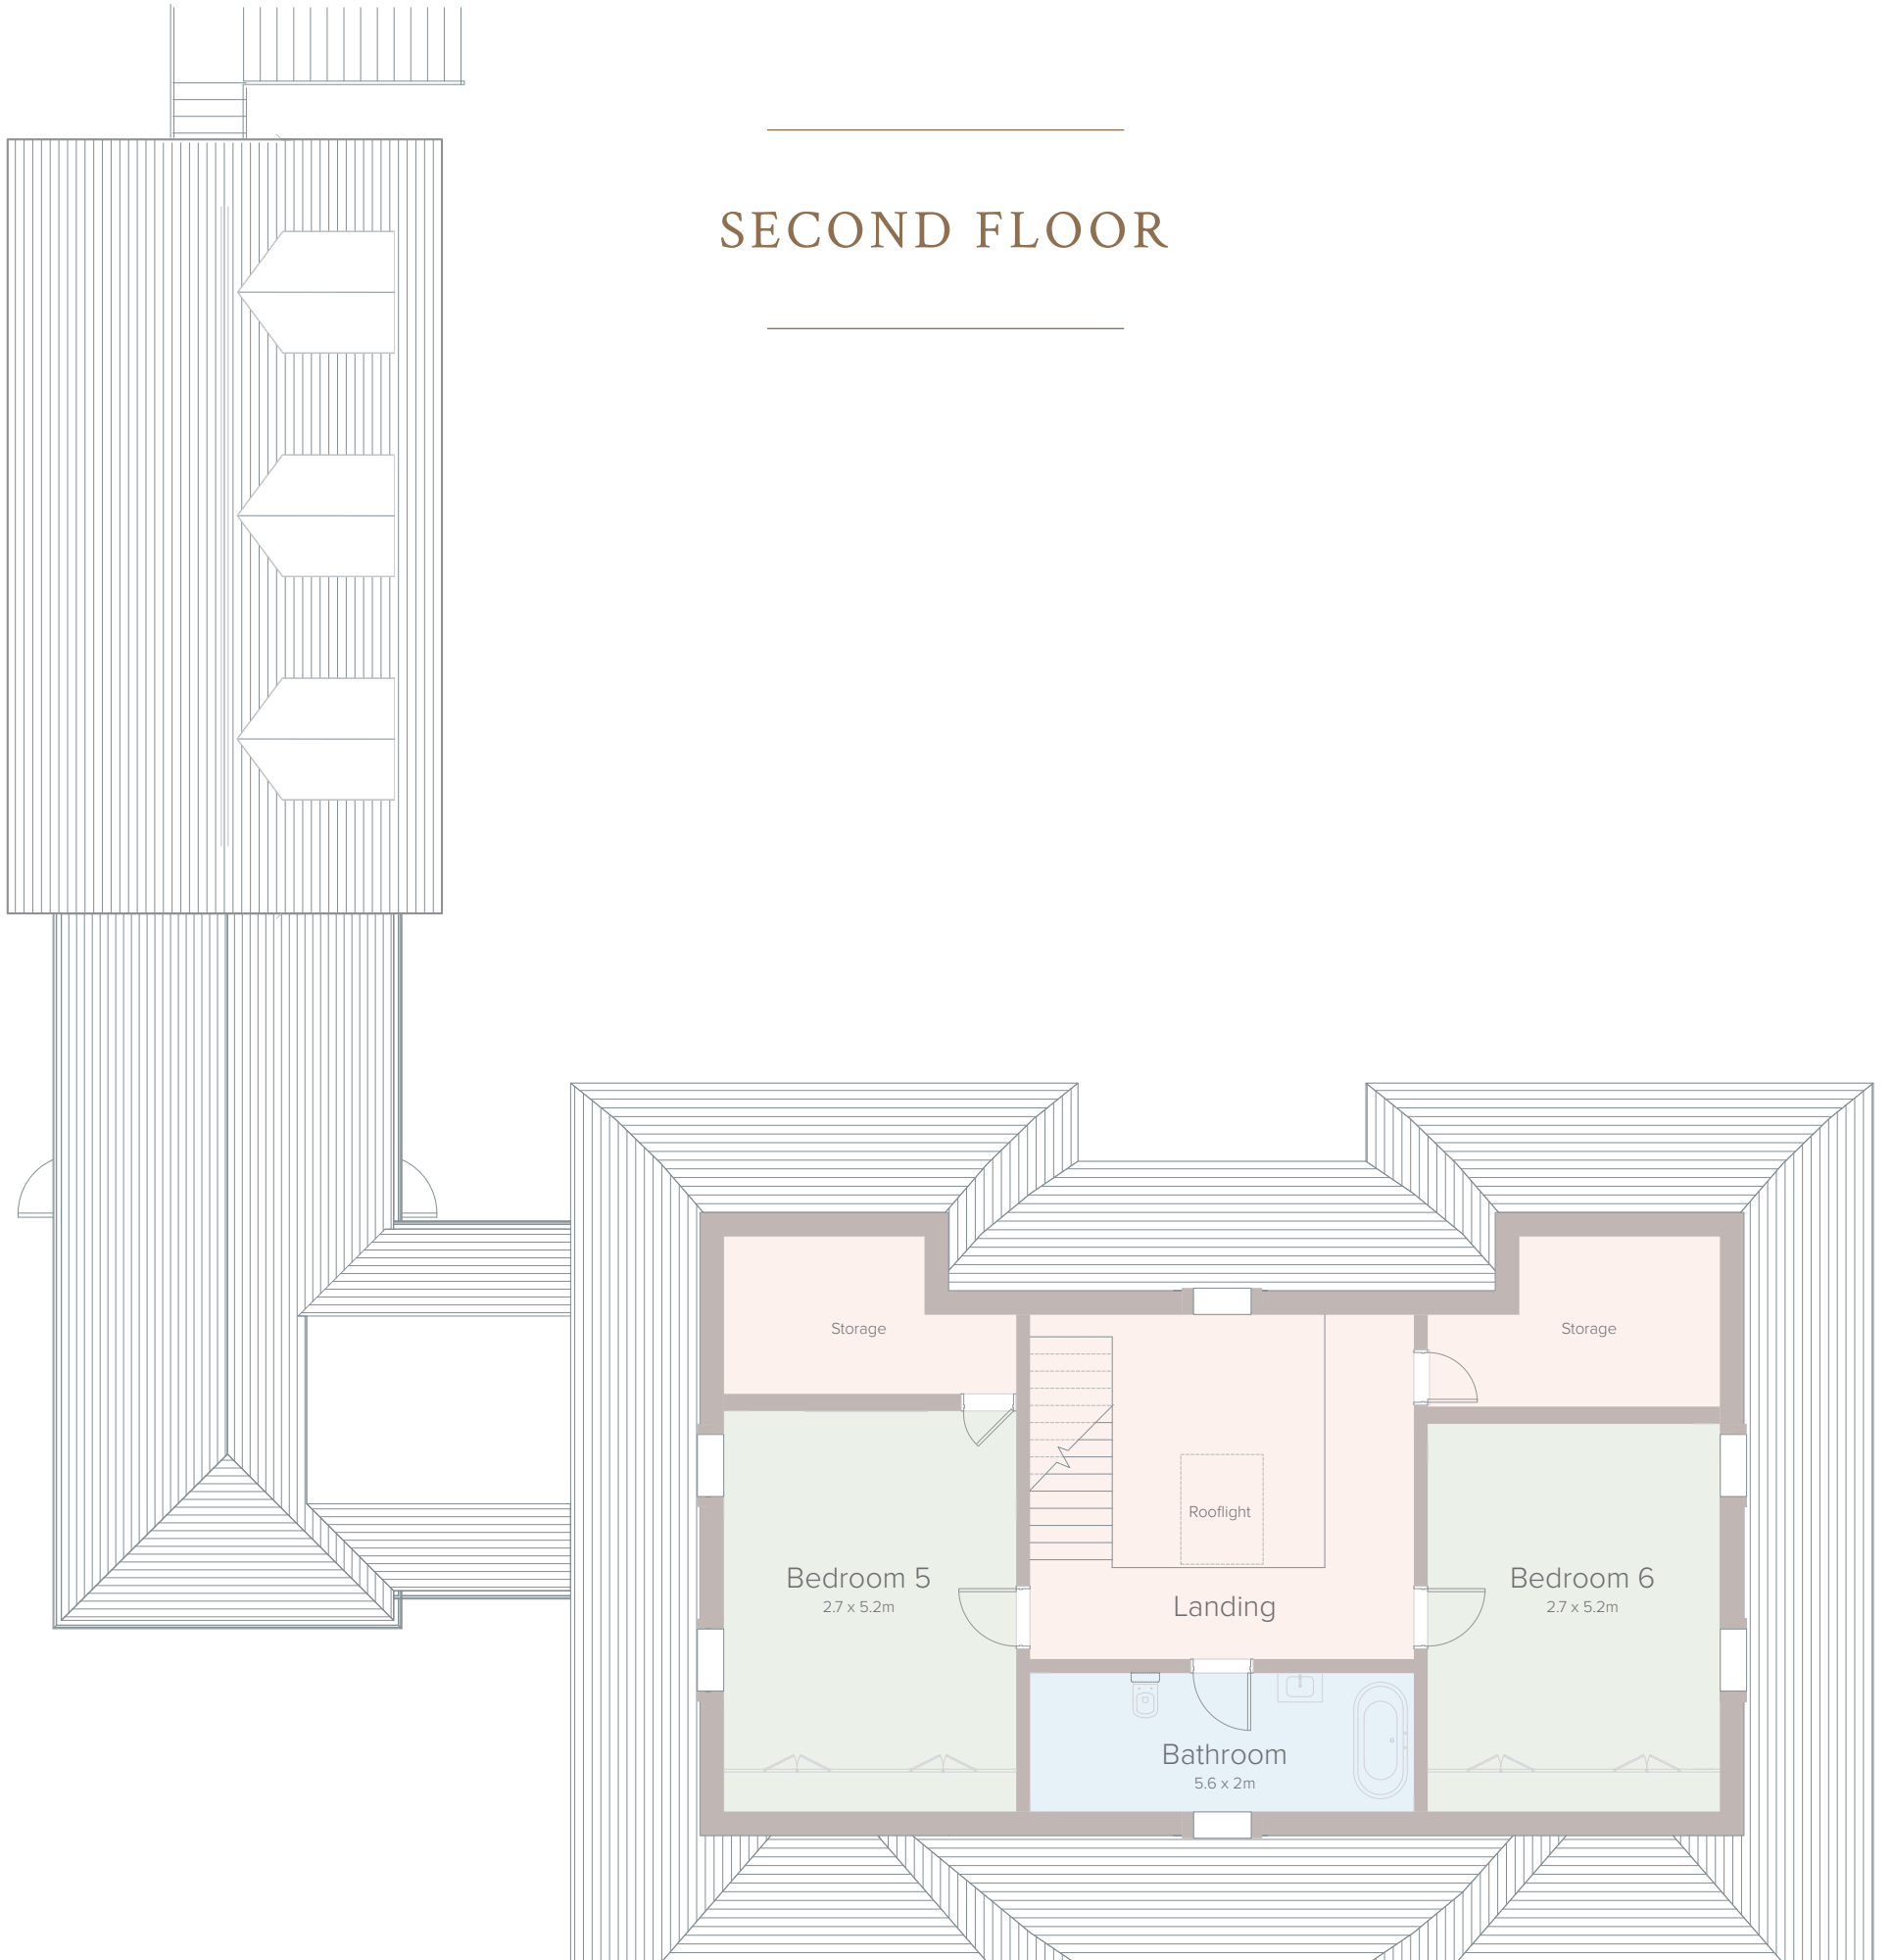 SECOND FLOOR
Storage
Storage
Rooflight
Bedroom 5
2.7 x 5.2m
Landing
Bedroom 6
2.7 x 5.2m
Bathroom
5.6 x 2m